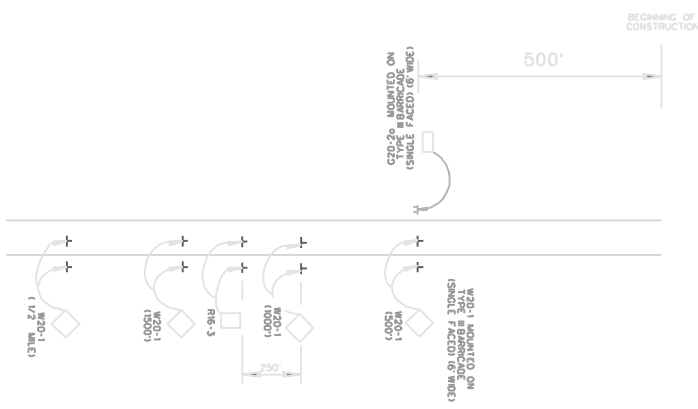 BEGINNING OF
CONSTRUCTION
500'
G20-2a MOUNTED ON
TYPE III BARRICADE
(SINGLE FACED) (6' WIDE)
W20-1
( 1/2 MILE)
W20-1
(1500')
R16-3
W20-1
(1000')
W20-1
(500')
W20-1 MOUNTED ON
TYPE III BARRICADE
(SINGLE FACED) (6' WIDE)
250'